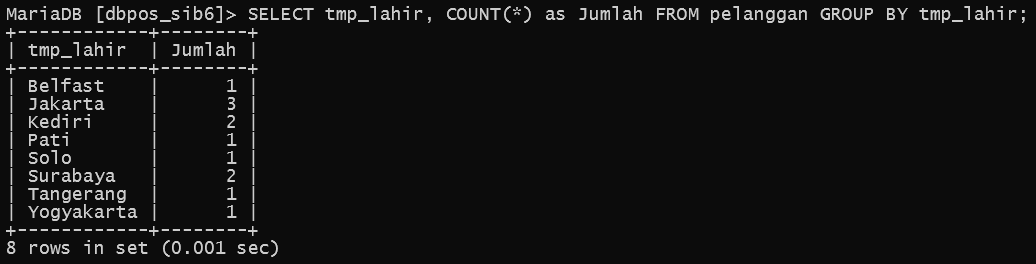 MariaDB [dbpos_sib6]> SELECT tmp_lahir, COUNT(*) as Jumlah FROM pelanggan GROUP BY tmp_lahir;
+------------+--------+
| tmp_lahir  | Jumlah |
+------------+--------+
| Belfast    |      1 |
| Jakarta    |      3 |
| Kediri     |      2 |
| Pati       |      1 |
| Solo       |      1 |
| Surabaya   |      2 |
| Tangerang  |      1 |
| Yogyakarta |      1 |
+------------+--------+
8 rows in set (0.001 sec)